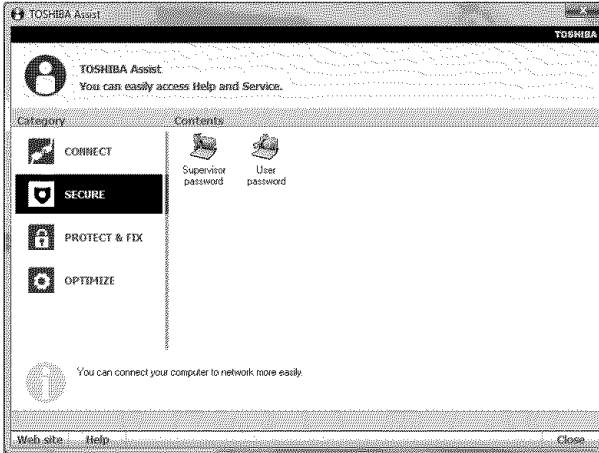 TOSHIBA Assist
TOSHIBA
TOSHIBA Assist
You can easily access Help and Service.
Category
Contents
CONNECT
SECURE
PROTECT & FIX
OPTIMIZE
Supervisor
password
User
password
You can connect your computer to network more easily.
Web site
Help
Close